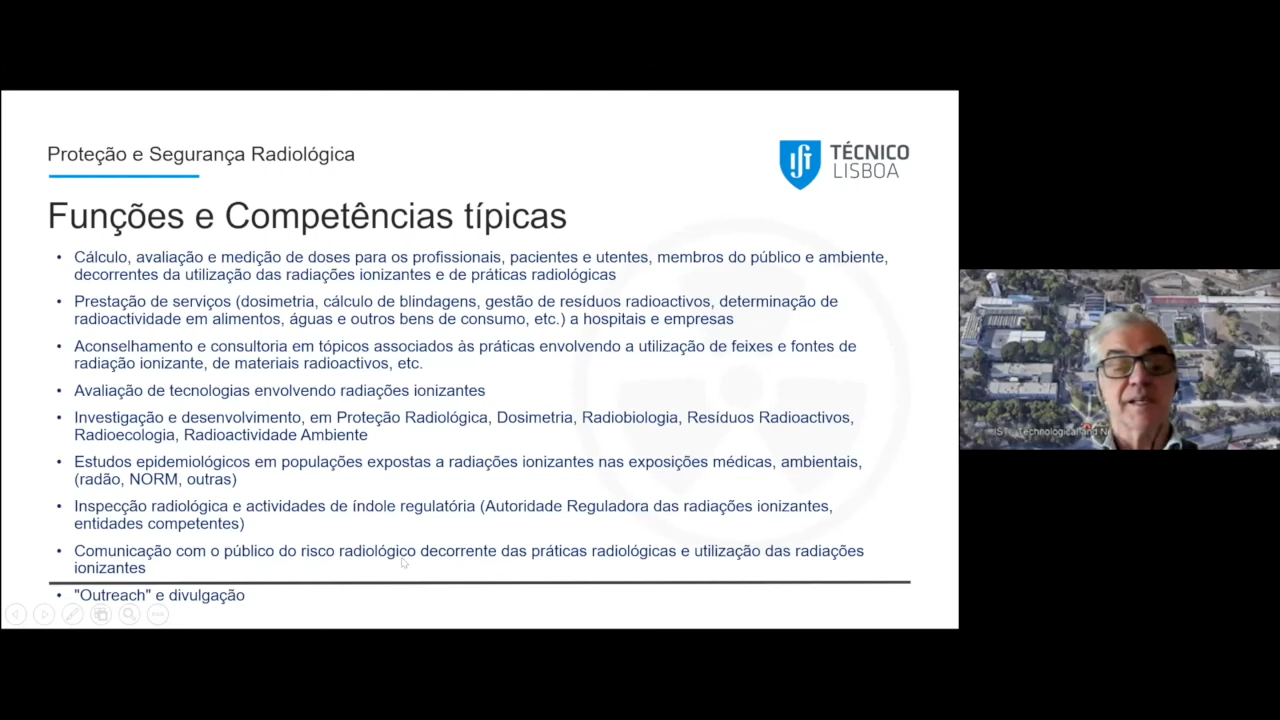 Proteção e Segurança Radiológica
TÉCNICO
LISBOA
Funções e Competências típicas
• Cálculo, avaliação e medição de doses para os profissionais, pacientes e utentes, membros do público e ambiente,
decorrentes da utilização das radiações ionizantes e de práticas radiológicas
• Prestação de serviços (dosimetria, cálculo de blindagens, gestão de resíduos radioactivos, determinação de
radioactividade em alimentos, águas e outros bens de consumo, etc.) a hospitais e empresas
• Aconselhamento e consultoria em tópicos associados às práticas envolvendo a utilização de feixes e fontes de
radiação ionizante, de materiais radioactivos, etc.
• Avaliação de tecnologias envolvendo radiações ionizantes
• Investigação e desenvolvimento, em Proteção Radiológica, Dosimetria, Radiobiologia, Resíduos Radioactivos,
Radioecologia, Radioactividade Ambiente
• Estudos epidemiológicos em populações expostas a radiações ionizantes nas exposições médicas, ambientais,
(radão, NORM, outras)
• Inspecção radiológica e actividades de índole regulatória (Autoridade Reguladora das radiações ionizantes,
entidades competentes)
• Comunicação com o público do risco radiológico decorrente das práticas radiológicas e utilização das radiações
ionizantes
• "Outreach" e divulgação
Technological and